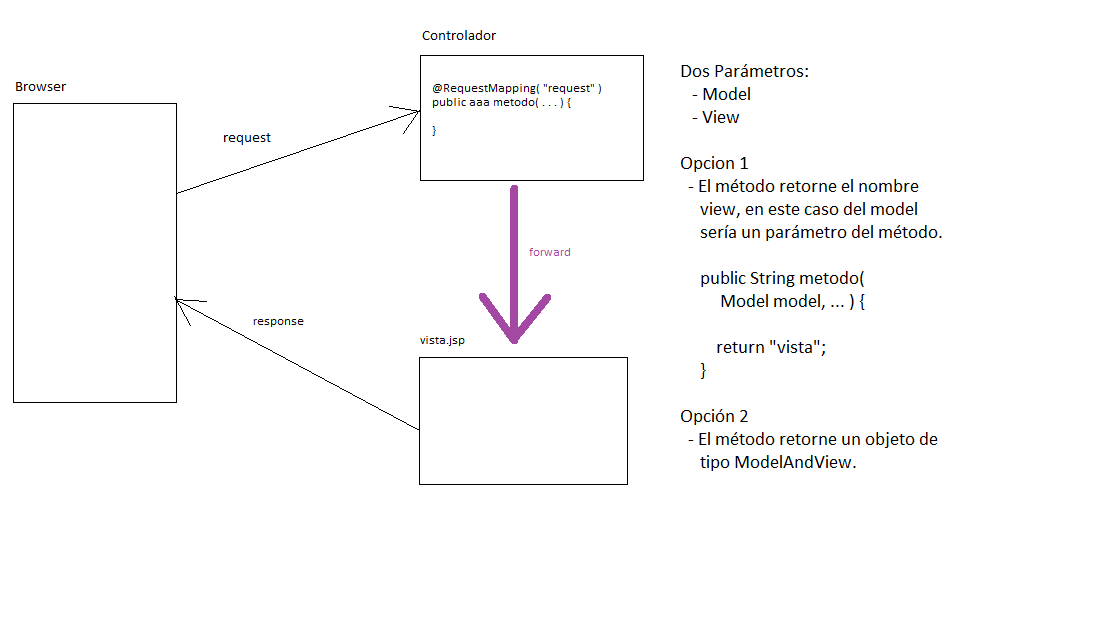 Browser
request
response
Controlador
@RequestMapping( "request" )
public aaa metodo( . . . ) {
}
forward
vista.jsp
Dos Parámetros:
- Model
- View
Opcion 1
- El método retorne el nombre
view, en este caso del model
sería un parámetro del método.
public String metodo(
Model model, ... ) {
return "vista";
}
Opción 2
- El método retorne un objeto de
tipo ModelAndView.